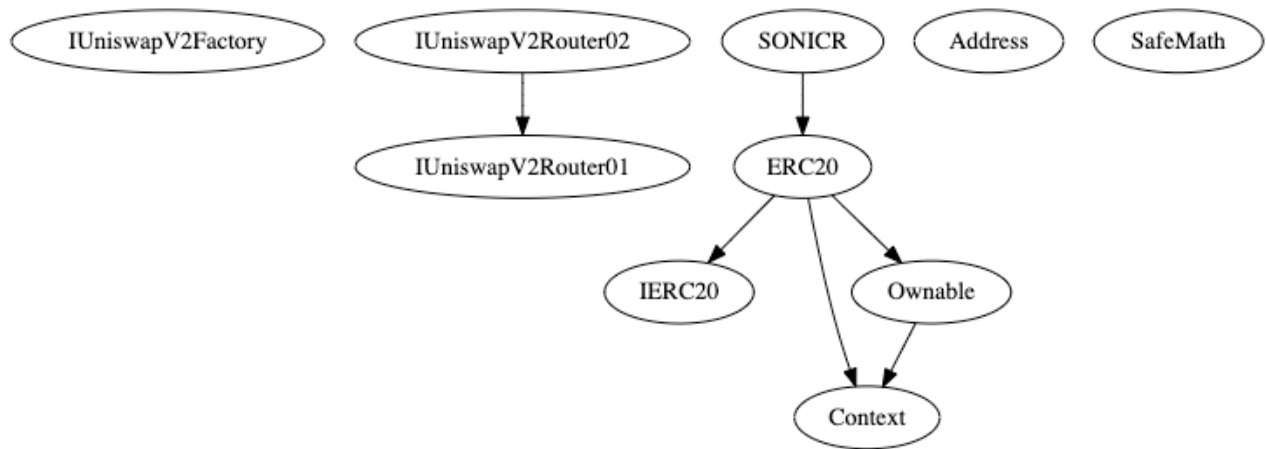 IUniswapV2Factory
IUniswapV2Router02
SONICR
Address
SafeMath
IUniswapV2Router01
ERC20
IERC20
Ownable
Context